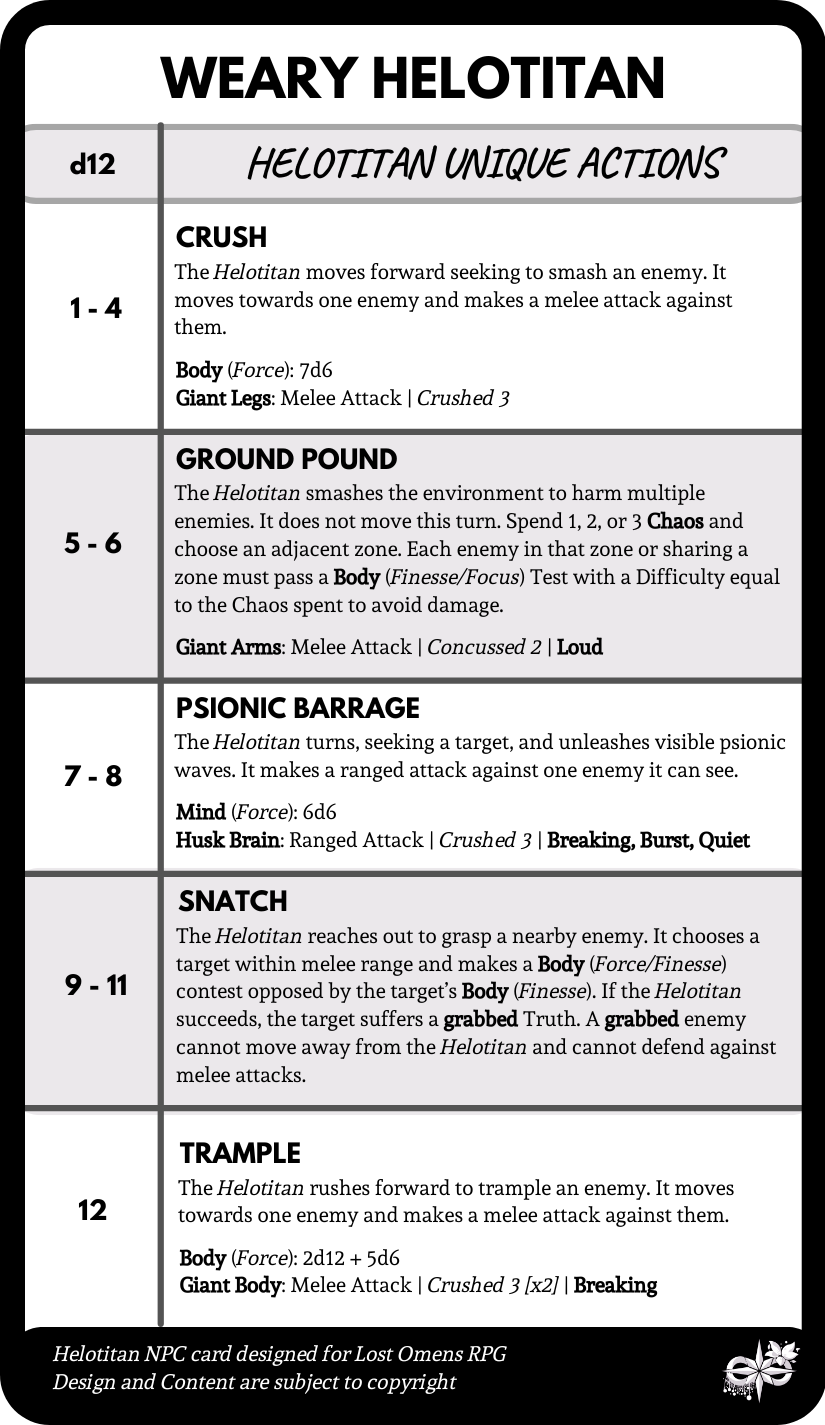 WEARY HELOTITAN
d12
HELOTITAN UNIQUE ACTIONS
1 - 4
CRUSH
The Helotitan moves forward seeking to smash an enemy. It
moves towards one enemy and makes a melee attack against
them.
Body (Force): 7d6
Giant Legs: Melee Attack | Crushed 3
5 - 6
GROUND POUND
The Helotitan smashes the environment to harm multiple
enemies. It does not move this turn. Spend 1, 2, or 3 Chaos and
choose an adjacent zone. Each enemy in that zone or sharing a
zone must pass a Body (Finesse/Focus) Test with a Difficulty equal
to the Chaos spent to avoid damage.
Giant Arms: Melee Attack | Concussed 2 | Loud
7 - 8
PSIONIC BARRAGE
The Helotitan turns, seeking a target, and unleashes visible psionic
waves. It makes a ranged attack against one enemy it can see.
Mind (Force): 6d6
Husk Brain: Ranged Attack | Crushed 3 | Breaking, Burst, Quiet
9 - 11
SNATCH
The Helotitan reaches out to grasp a nearby enemy. It chooses a
target within melee range and makes a Body (Force/Finesse)
contest opposed by the target's Body (Finesse). If the Helotitan
succeeds, the target suffers a grabbed Truth. A grabbed enemy
cannot move away from the Helotitan and cannot defend against
melee attacks.
12
TRAMPLE
The Helotitan rushes forward to trample an enemy. It moves
towards one enemy and makes a melee attack against them.
Body (Force): 2d12 + 5d6
Giant Body: Melee Attack | Crushed 3 [x2] | Breaking
Helotitan NPC card designed for Lost Omens RPG
Design and Content are subject to copyright